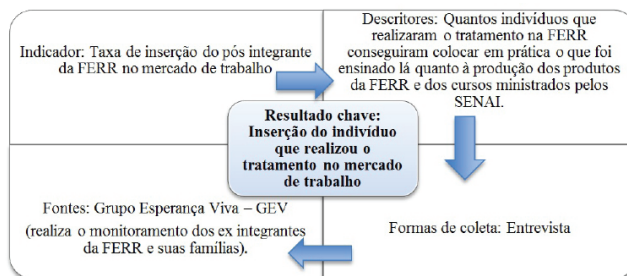 Indicador: Taxa de inserção do pós integrante
da FERR no mercado de trabalho
Descritores: Quantos indivíduos que
realizaram o tratamento na FERR
conseguiram colocar em prática o que foi
ensinado lá quanto à produção dos produtos
da FERR e dos cursos ministrados pelos
SENAI.
Resultado chave:
Inserção do indivíduo
que realizou o
tratamento no mercado
de trabalho
Fontes: Grupo Esperança Viva – GEV
(realiza o monitoramento dos ex integrantes
da FERR e suas famílias).
Formas de coleta: Entrevista